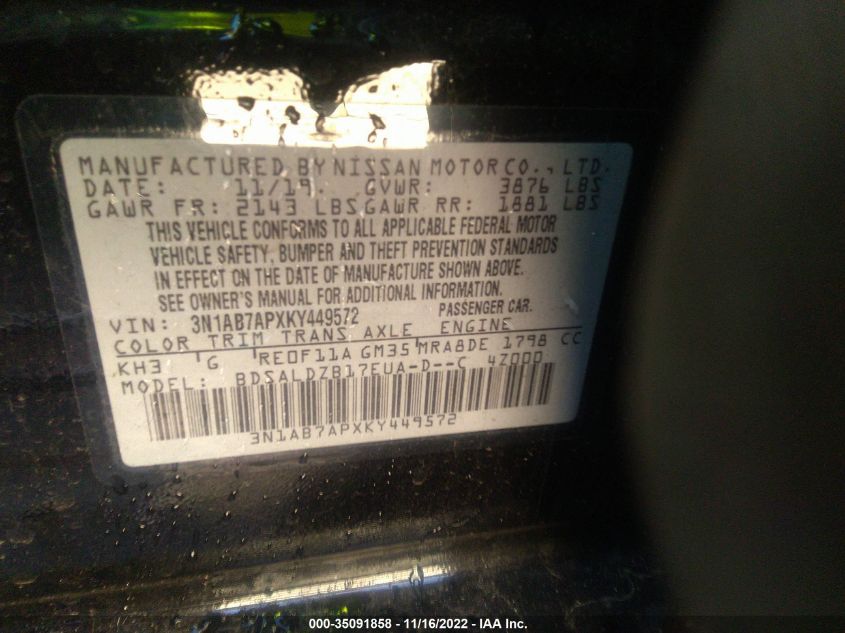 MANUFACTURED BY NISSAN MOTOR CO., LTD.
DATE: 11/19 GVWR: 3876 LBS
GAWR FR: 2143 LBS GAWR RR: 1881 LBS
THIS VEHICLE CONFORMS TO ALL APPLICABLE FEDERAL MOTOR
VEHICLE SAFETY, BUMPER AND THEFT PREVENTION STANDARDS
IN EFFECT ON THE DATE OF MANUFACTURE SHOWN ABOVE.
SEE OWNER'S MANUAL FOR ADDITIONAL INFORMATION.
VIN: 3N1AB7APXKY449572 PASSENGER CAR.
COLOR TRIM TRANS AXLE ENGINE
KH3 G RE0F11A GM35 MRA8DE 1798 CC
MODEL: BDSALDZB17EUA-D--C 4Z000
3N1AB7APXKY449572
000-35091858 - 11/16/2022 - IAA Inc.